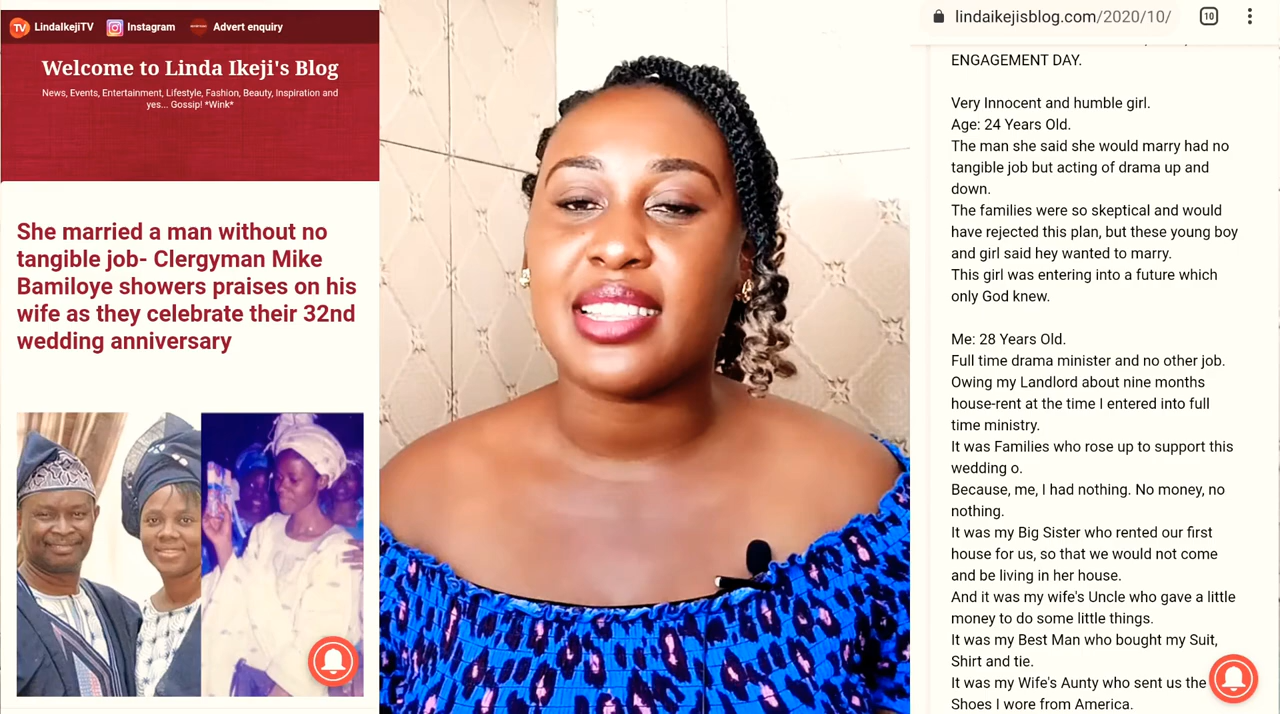 LindaIkejiTV Instagram Advert enquiry
Welcome to Linda Ikeji's Blog
News, Events, Entertainment, Lifestyle, Fashion, Beauty, Inspiration and
yes... Gossip! *Wink*
She married a man without no
tangible job- Clergyman Mike
Bamiloye showers praises on his
wife as they celebrate their 32nd
wedding anniversary
lindaikejisblog.com/2020/10/ 10
ENGAGEMENT DAY.
Very Innocent and humble girl.
Age: 24 Years Old.
The man she said she would marry had no
tangible job but acting of drama up and
down.
The families were so skeptical and would
have rejected this plan, but these young boy
and girl said hey wanted to marry.
This girl was entering into a future which
only God knew.
Me: 28 Years Old.
Full time drama minister and no other job.
Owing my Landlord about nine months
house-rent at the time I entered into full
time ministry.
It was Families who rose up to support this
wedding o.
Because, me, I had nothing. No money, no
nothing.
It was my Big Sister who rented our first
house for us, so that we would not come
and be living in her house.
And it was my wife's Uncle who gave a little
money to do some little things.
It was my Best Man who bought my Suit,
Shirt and tie.
It was my Wife's Aunty who sent us the
Shoes I wore from America.